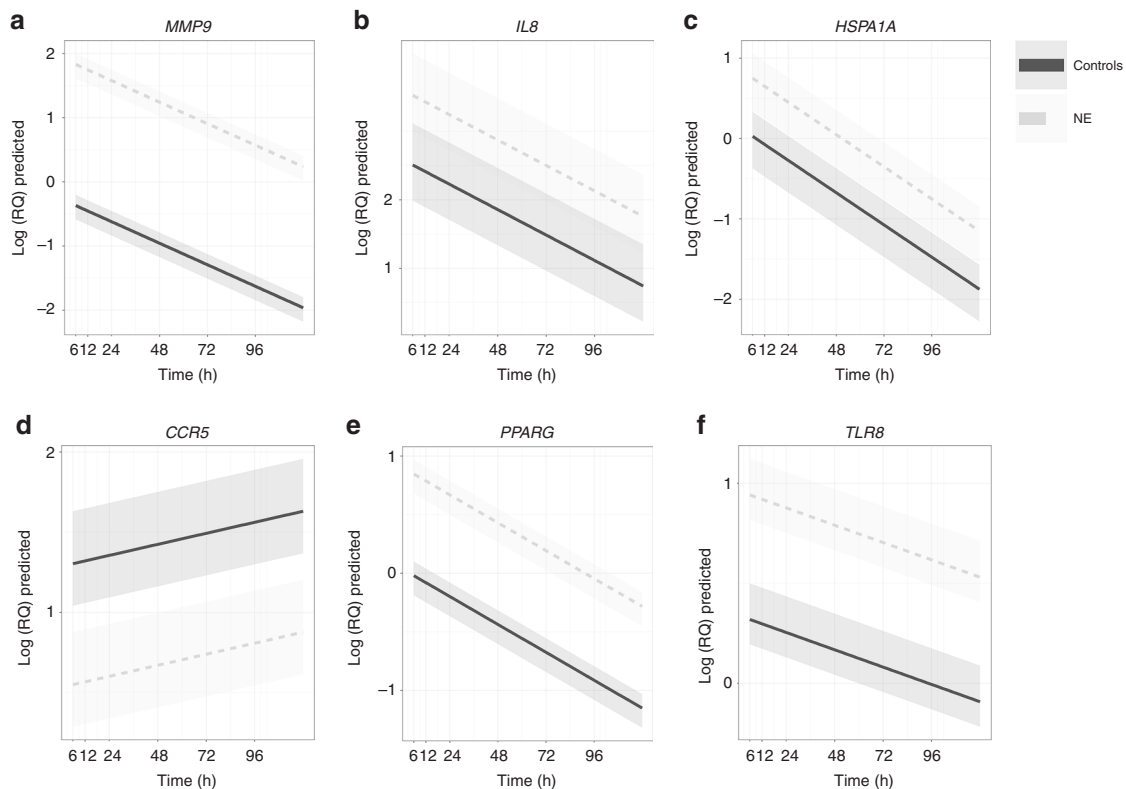 a
MMP9
Log (RQ) predicted
2
1
0
–1
–2
6 12 24 48 72 96
Time (h)
b
IL8
Log (RQ) predicted
2
1
6 12 24 48 72 96
Time (h)
c
HSPA1A
Log (RQ) predicted
1
0
–1
–2
6 12 24 48 72 96
Time (h)
Controls
NE
d
CCR5
Log (RQ) predicted
2
1
6 12 24 48 72 96
Time (h)
e
PPARG
Log (RQ) predicted
1
0
–1
6 12 24 48 72 96
Time (h)
f
TLR8
Log (RQ) predicted
1
0
6 12 24 48 72 96
Time (h)